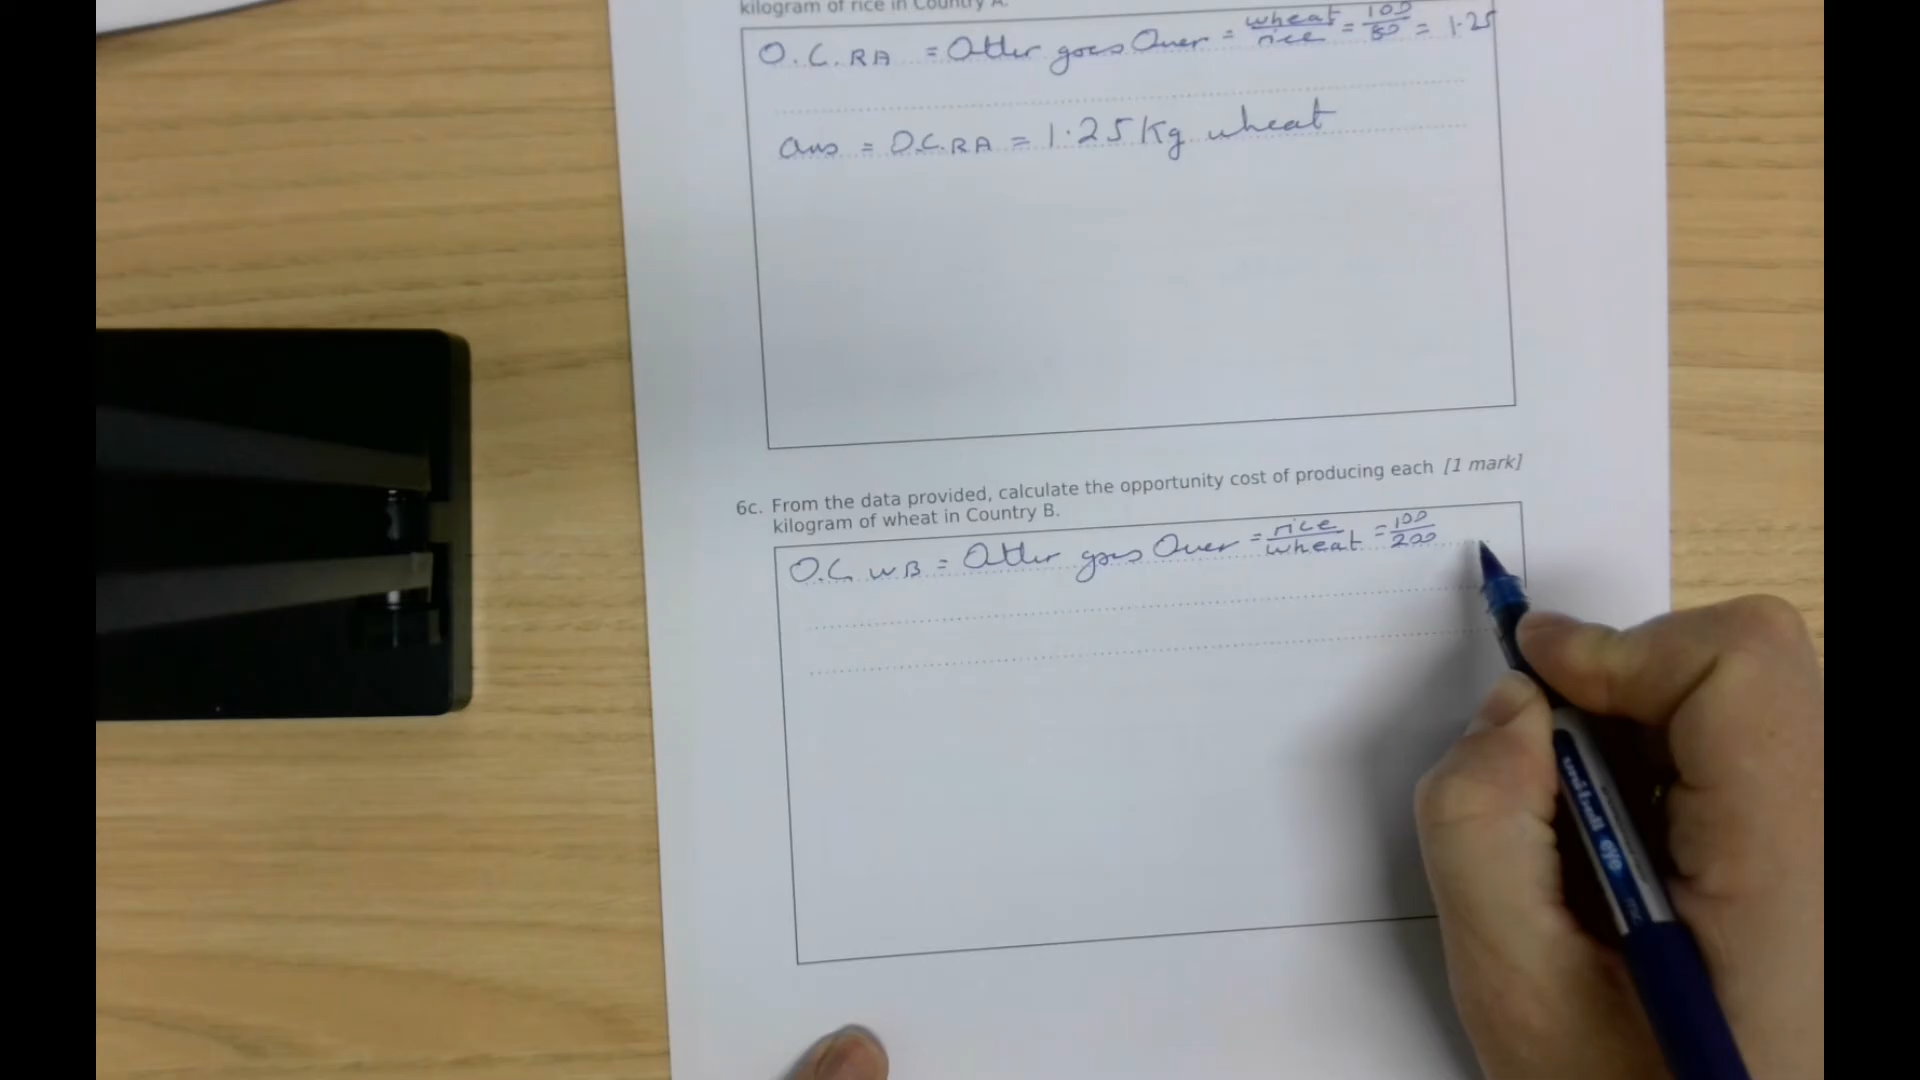 kilogram of rice in Country A.
O.C.RA = Other goes Over = wheat/rice = 100/80 = 1.25
ans = O.C.RA = 1.25 Kg wheat
6c. From the data provided, calculate the opportunity cost of producing each [1 mark]
kilogram of wheat in Country B.
O.C. WB = Other goes Over = rice/wheat = 100/200
uniball eye